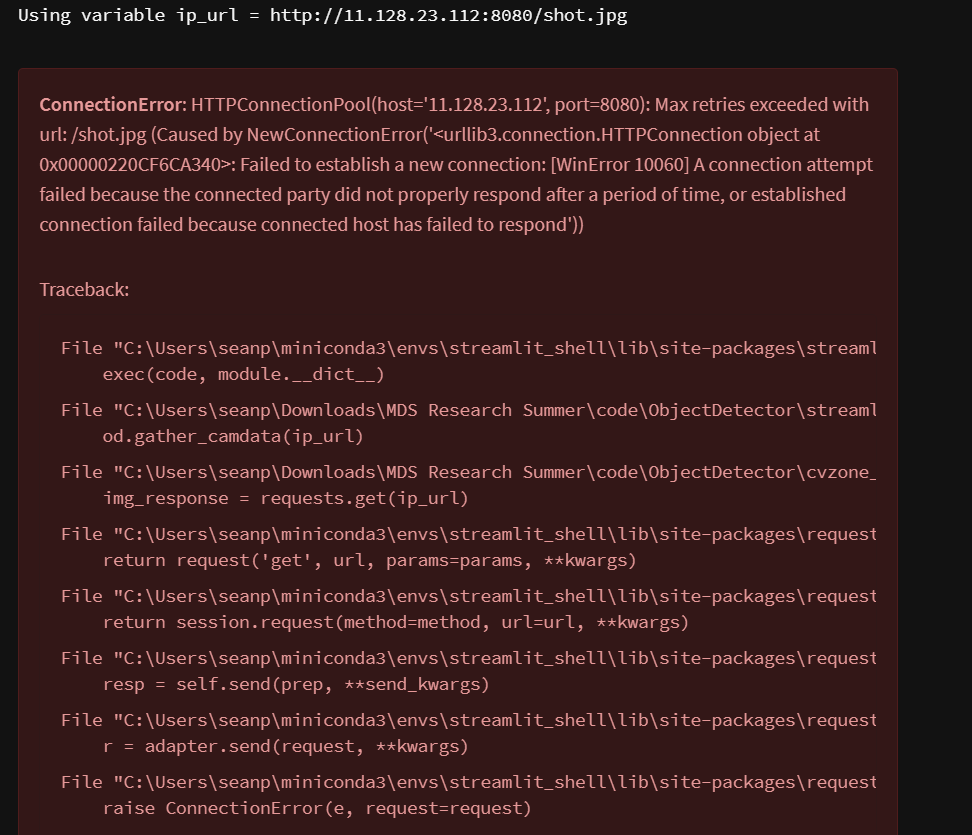 Using variable ip_url = http://11.128.23.112:8080/shot.jpg
ConnectionError: HTTPConnectionPool(host='11.128.23.112', port=8080): Max retries exceeded with
url: /shot.jpg (Caused by NewConnectionError('<urllib3.connection.HTTPConnection object at
0x00000220CF6CA340>: Failed to establish a new connection: [WinError 10060] A connection attempt
failed because the connected party did not properly respond after a period of time, or established
connection failed because connected host has failed to respond'))
Traceback:
File "C:\Users\seanp\miniconda3\envs\streamlit_shell\lib\site-packages\streaml
exec(code, module.__dict__)
File "C:\Users\seanp\Downloads\MDS Research Summer\code\ObjectDetector\streaml
od.gather_camdata(ip_url)
File "C:\Users\seanp\Downloads\MDS Research Summer\code\ObjectDetector\cvzone_
img_response = requests.get(ip_url)
File "C:\Users\seanp\miniconda3\envs\streamlit_shell\lib\site-packages\request
return request('get', url, params=params, **kwargs)
File "C:\Users\seanp\miniconda3\envs\streamlit_shell\lib\site-packages\request
return session.request(method=method, url=url, **kwargs)
File "C:\Users\seanp\miniconda3\envs\streamlit_shell\lib\site-packages\request
resp = self.send(prep, **send_kwargs)
File "C:\Users\seanp\miniconda3\envs\streamlit_shell\lib\site-packages\request
r = adapter.send(request, **kwargs)
File "C:\Users\seanp\miniconda3\envs\streamlit_shell\lib\site-packages\request
raise ConnectionError(e, request=request)